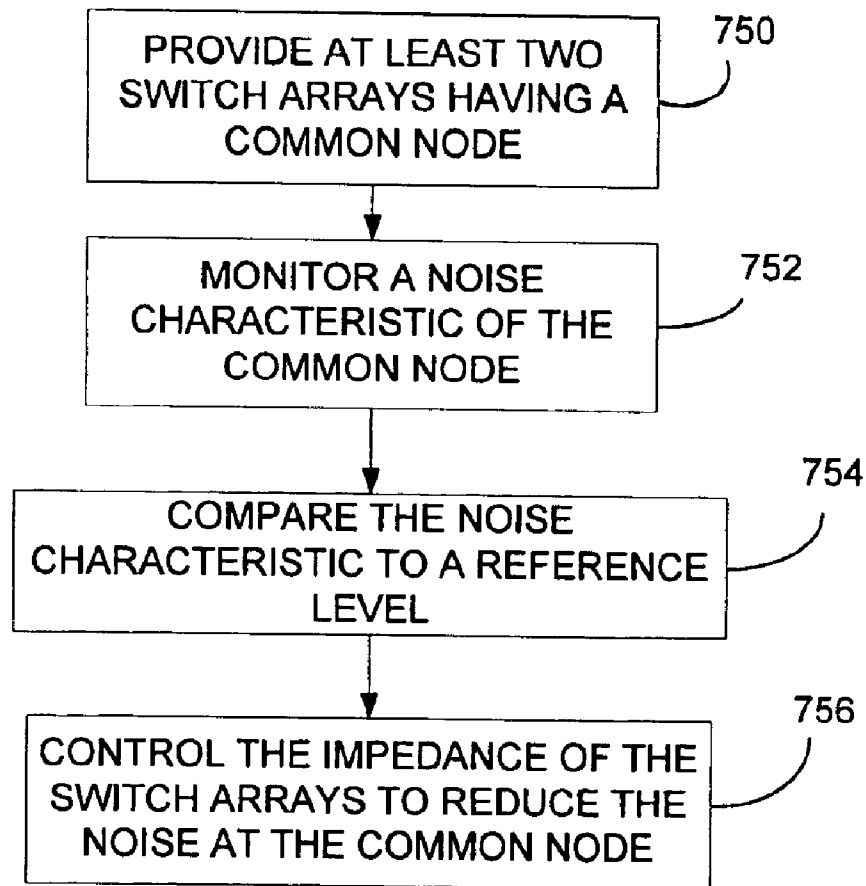 PROVIDE AT LEAST TWO
SWITCH ARRAYS HAVING A
COMMON NODE
750
MONITOR A NOISE
CHARACTERISTIC OF THE
COMMON NODE
752
COMPARE THE NOISE
CHARACTERISTIC TO A REFERENCE
LEVEL
754
CONTROL THE IMPEDANCE OF THE
SWITCH ARRAYS TO REDUCE THE
NOISE AT THE COMMON NODE
756